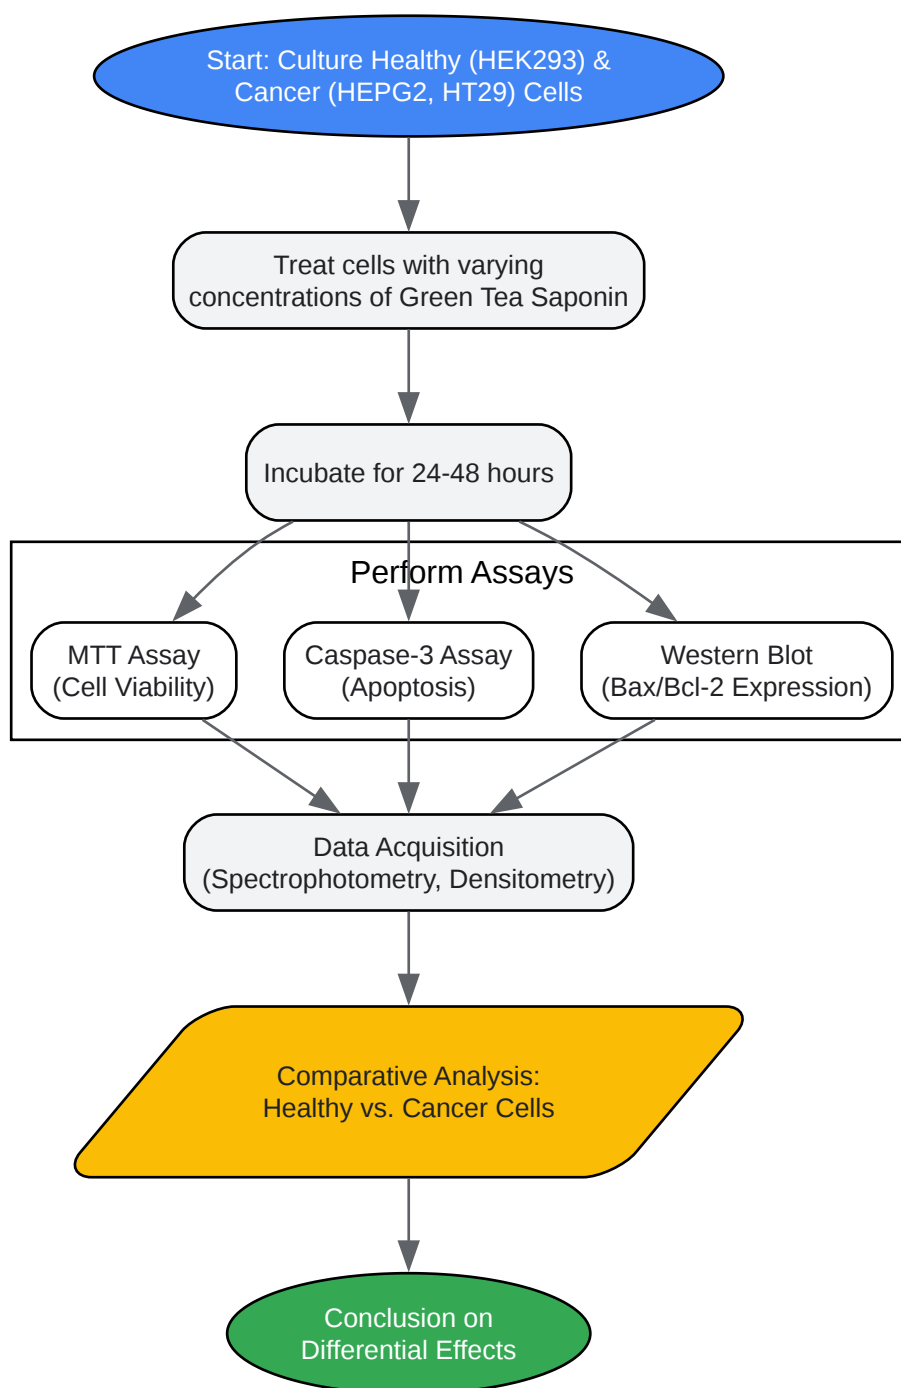 Start: Culture Healthy (HEK293) &
Cancer (HEPG2, HT29) Cells
Treat cells with varying
concentrations of Green Tea Saponin
Incubate for 24-48 hours
Perform Assays
MTT Assay
(Cell Viability)
Caspase-3 Assay
(Apoptosis)
Western Blot
(Bax/Bcl-2 Expression)
Data Acquisition
(Spectrophotometry, Densitometry)
Comparative Analysis:
Healthy vs. Cancer Cells
Conclusion on
Differential Effects